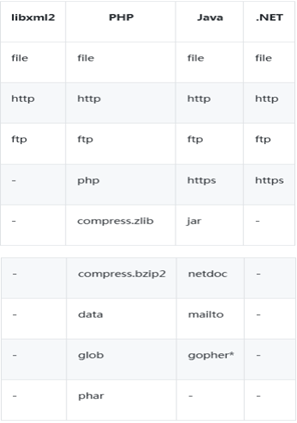 libxml2 PHP Java .NET
file file file file
http http http http
ftp ftp ftp ftp
- php https https
- compress.zlib jar -
- compress.bzip2 netdoc -
- data mailto -
- glob gopher* -
- phar - -